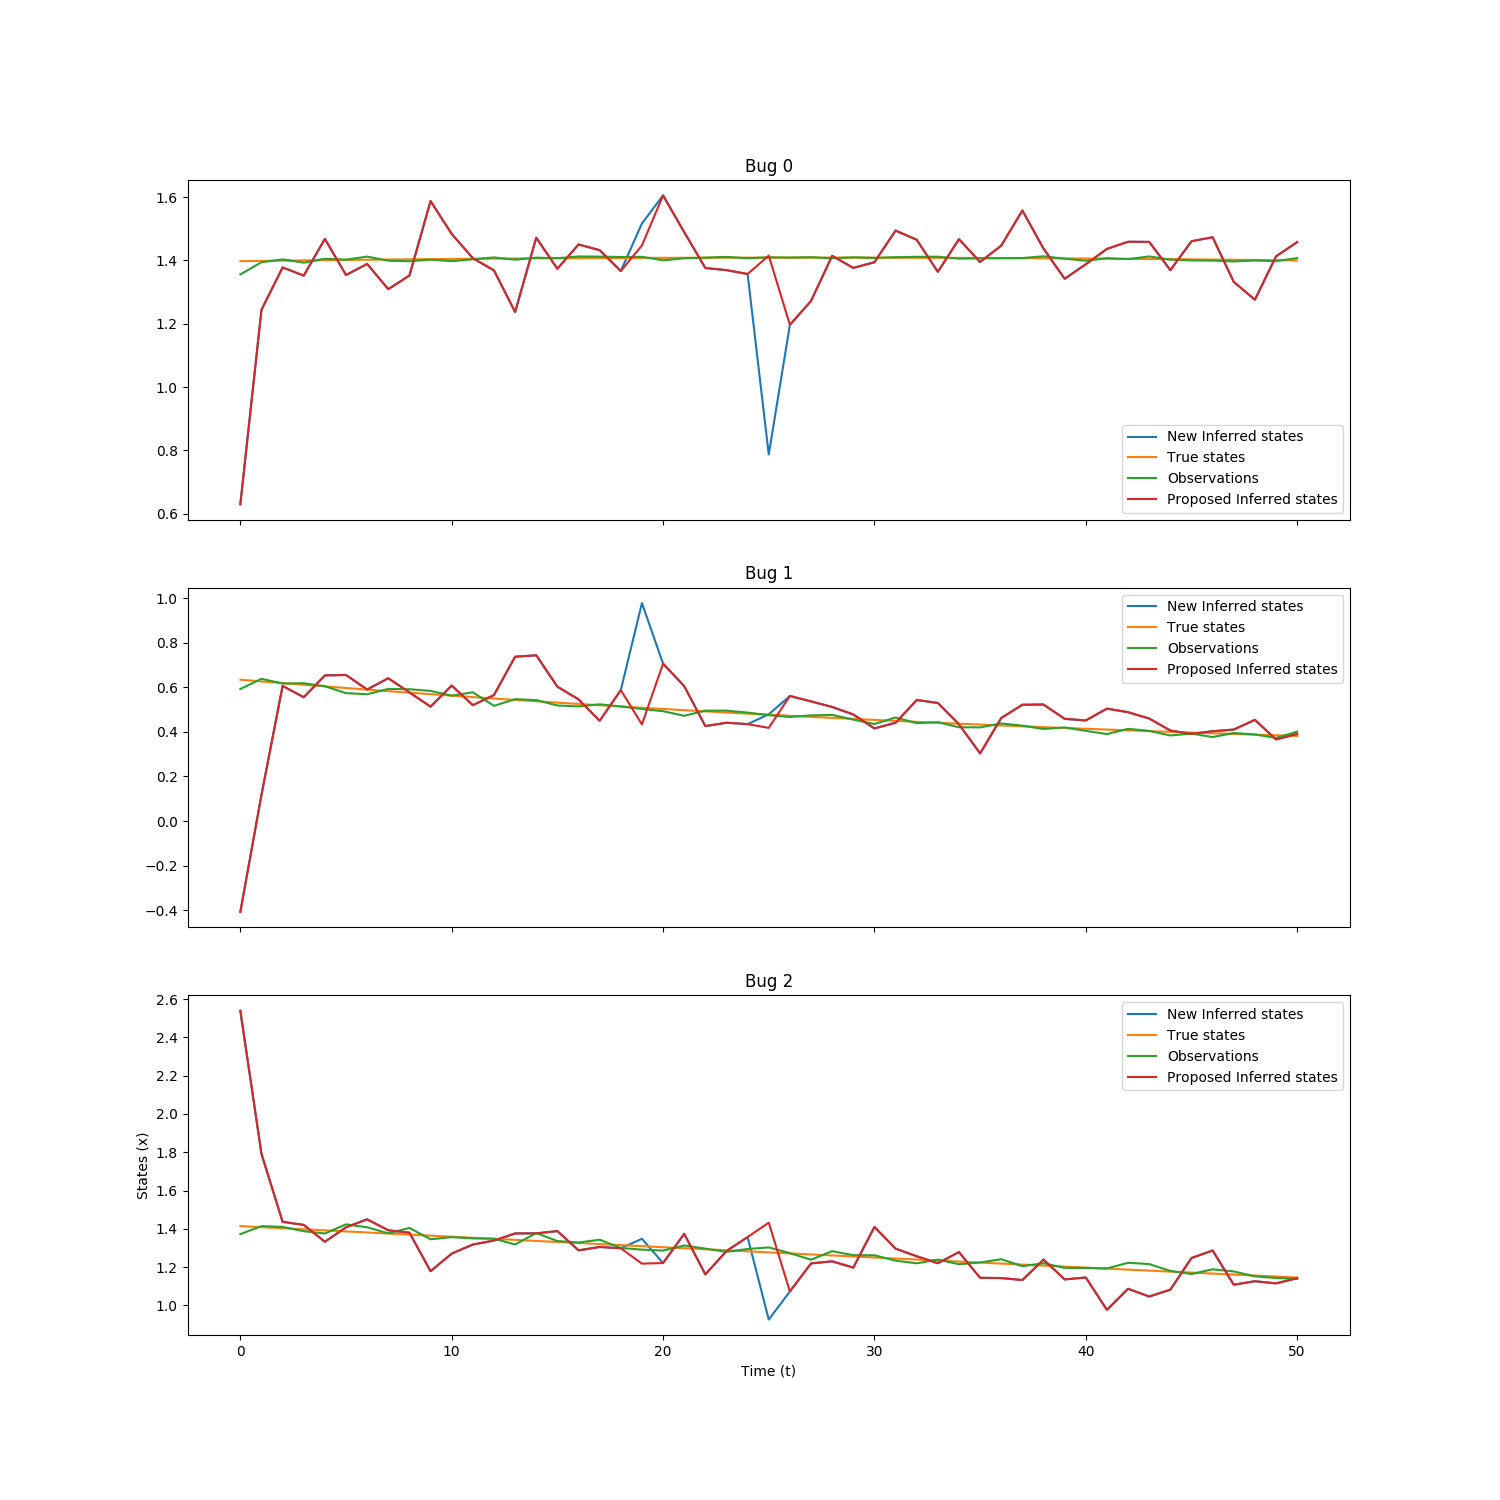 Bug 0
1.6
1.4
1.2
1.0
0.8
0.6
New Inferred states
True states
Observations
Proposed Inferred states
Bug 1
1.0
0.8
0.6
0.4
0.2
0.0
−0.2
−0.4
New Inferred states
True states
Observations
Proposed Inferred states
Bug 2
States (x)
2.6
2.4
2.2
2.0
1.8
1.6
1.4
1.2
1.0
New Inferred states
True states
Observations
Proposed Inferred states
0 10 20 30 40 50
Time (t)